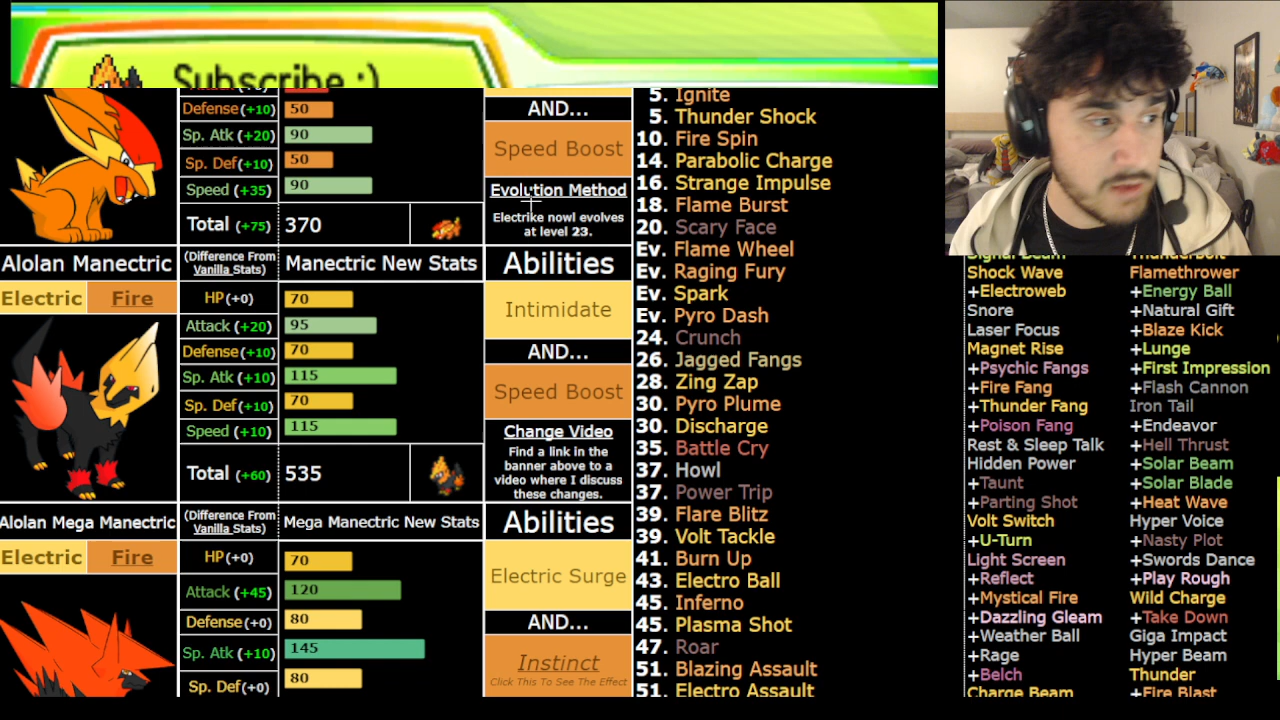 Subscribe :)
Defense (+10) 50
Sp. Atk (+20) 90
Sp. Def (+10) 50
Speed (+35) 90
Total (+75) 370
AND...
Speed Boost
Evolution Method
Electrike now! evolves
at level 23.
Alolan Manectric
(Difference From
Vanilla Stats)
Manectric New Stats
Abilities
Electric Fire
HP (+0) 70
Attack (+20) 95
Defense (+10) 70
Sp. Atk (+10) 115
Sp. Def (+10) 70
Speed (+10) 115
Total (+60) 535
Intimidate
AND...
Speed Boost
Change Video
Find a link in the
banner above to a
video where I discuss
these changes.
Alolan Mega Manectric
(Difference From
Vanilla Stats)
Mega Manectric New Stats
Abilities
Electric Fire
HP (+0) 70
Attack (+45) 120
Defense (+0) 80
Sp. Atk (+10) 145
Sp. Def (+0) 80
Electric Surge
AND...
Instinct
Click This To See The Effect
5. Ignite
5. Thunder Shock
10. Fire Spin
14. Parabolic Charge
16. Strange Impulse
18. Flame Burst
20. Scary Face
Ev. Flame Wheel
Ev. Raging Fury
Ev. Spark
Ev. Pyro Dash
24. Crunch
26. Jagged Fangs
28. Zing Zap
30. Pyro Plume
30. Discharge
35. Battle Cry
37. Howl
37. Power Trip
39. Flare Blitz
39. Volt Tackle
41. Burn Up
43. Electro Ball
45. Inferno
45. Plasma Shot
47. Roar
51. Blazing Assault
51. Electro Assault
Signal Beam
Shock Wave
+Electroweb
Snore
Laser Focus
Magnet Rise
+Psychic Fangs
+Fire Fang
+Thunder Fang
+Poison Fang
Rest & Sleep Talk
Hidden Power
+Taunt
+Parting Shot
Volt Switch
+U-Turn
Light Screen
+Reflect
+Mystical Fire
+Dazzling Gleam
+Weather Ball
+Rage
+Belch
Charge Beam
Thunderbolt
Flamethrower
+Energy Ball
+Natural Gift
+Blaze Kick
+Lunge
+First Impression
+Flash Cannon
Iron Tail
+Endeavor
+Hell Thrust
+Solar Beam
+Solar Blade
+Heat Wave
Hyper Voice
+Nasty Plot
+Swords Dance
+Play Rough
Wild Charge
+Take Down
Giga Impact
Hyper Beam
Thunder
+Fire Blast